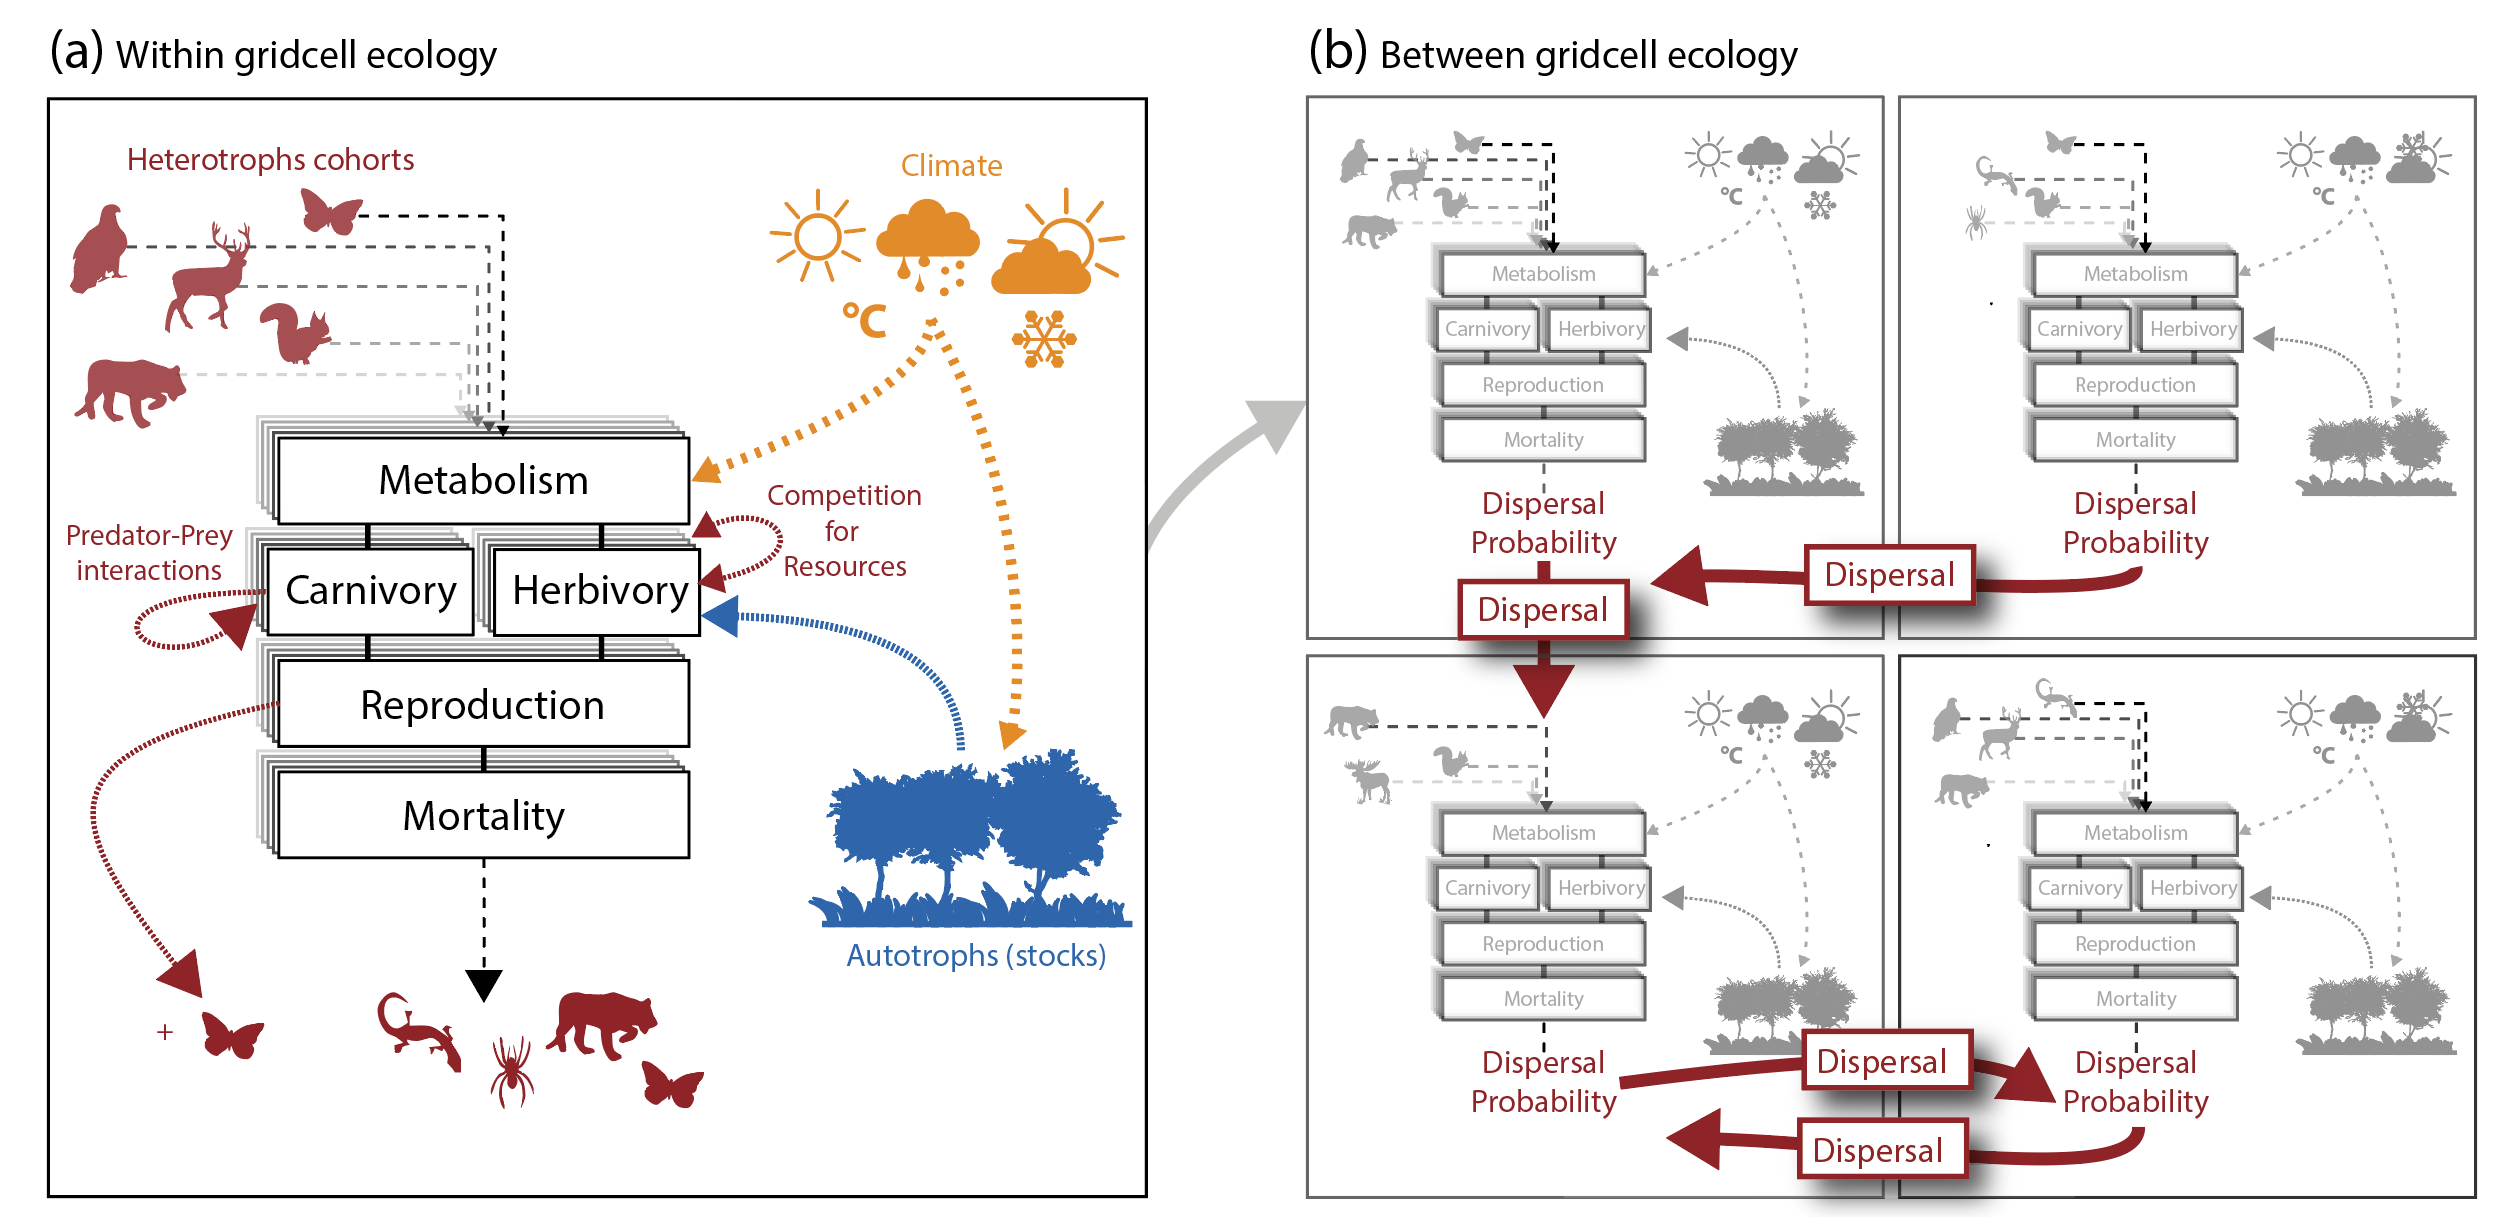 (a) Within gridcell ecology
Heterotrophs cohorts
Climate
°C
Metabolism
Competition
for
Resources
Predator-Prey
interactions
Carnivory
Herbivory
Reproduction
Mortality
Autotrophs (stocks)
+
(b) Between gridcell ecology
°C
Metabolism
Carnivory
Herbivory
Reproduction
Mortality
Dispersal
Probability
Dispersal
°C
Metabolism
Carnivory
Herbivory
Reproduction
Mortality
Dispersal
Probability
Dispersal
°C
Metabolism
Carnivory
Herbivory
Reproduction
Mortality
Dispersal
Probability
Dispersal
°C
Metabolism
Carnivory
Herbivory
Reproduction
Mortality
Dispersal
Probability
Dispersal